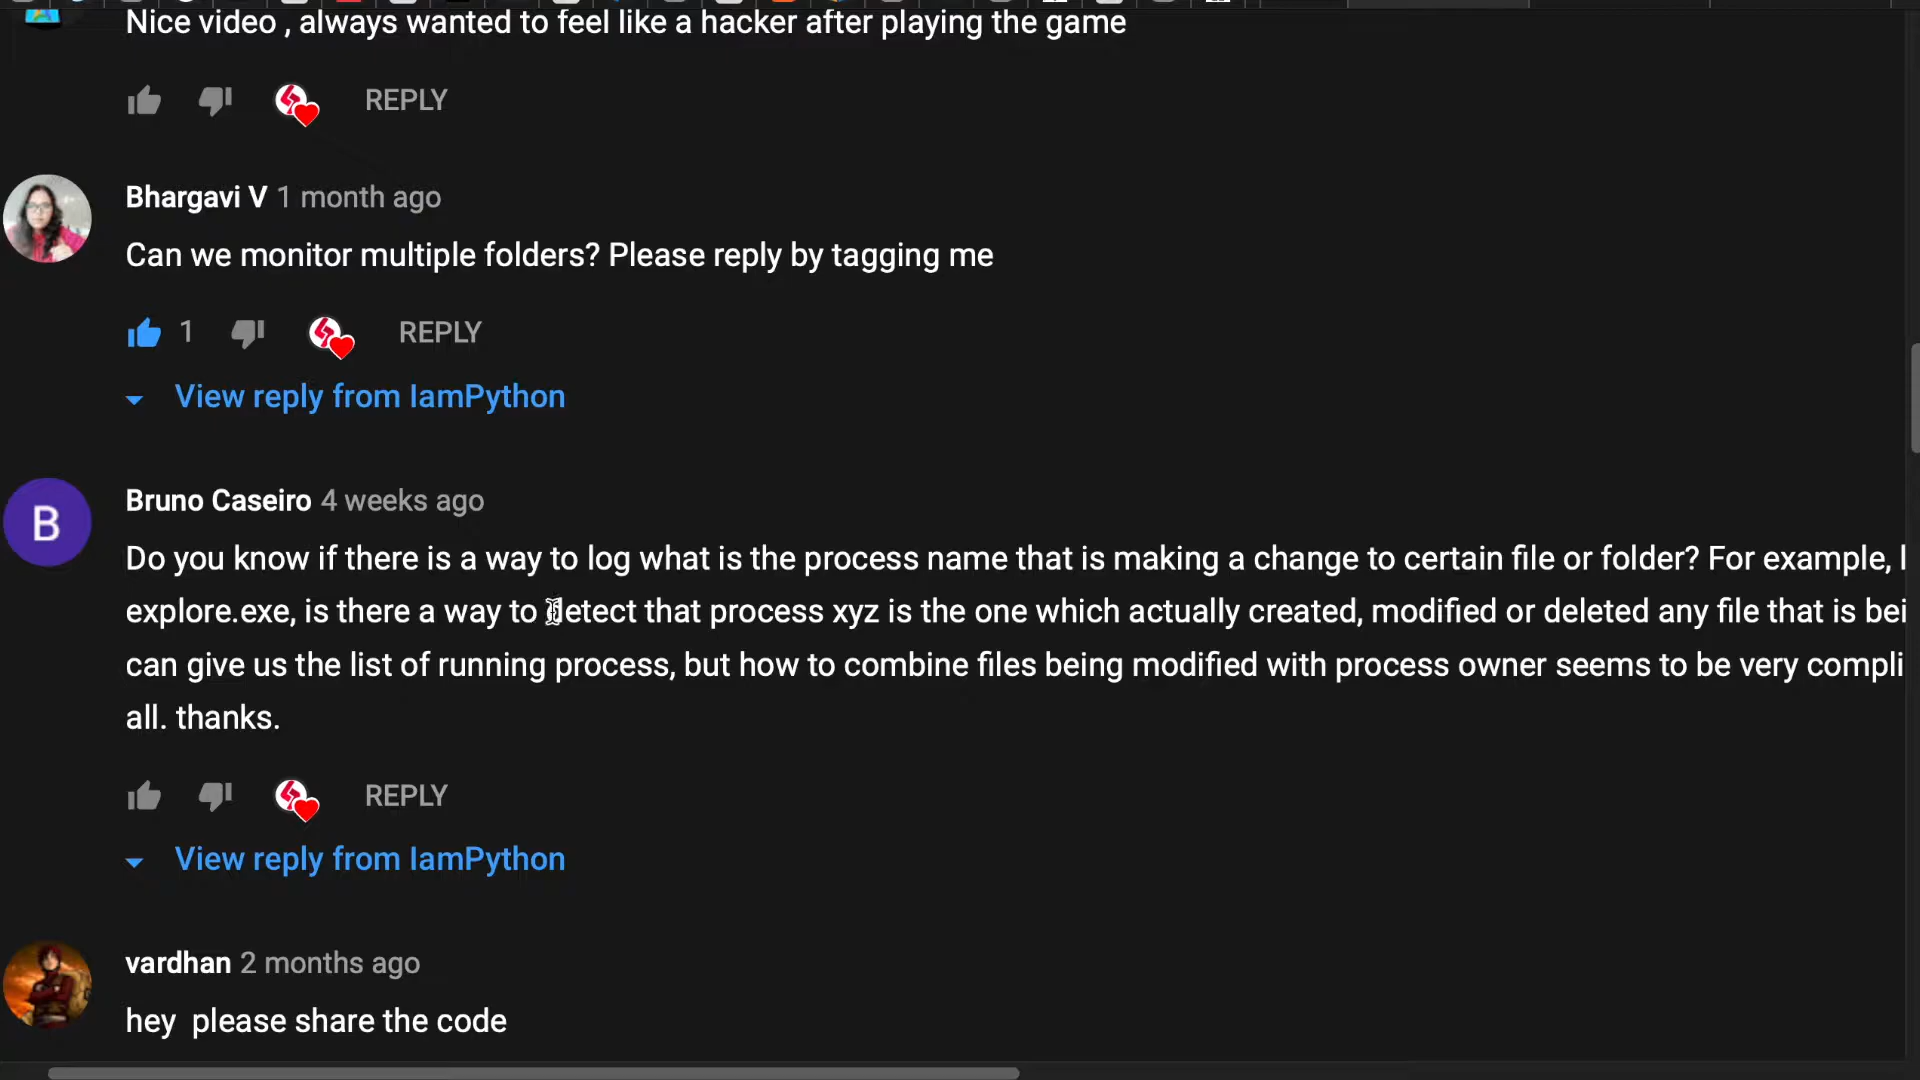 Nice video , always wanted to feel like a hacker after playing the game
REPLY
Bhargavi V 1 month ago
Can we monitor multiple folders? Please reply by tagging me
1 REPLY
View reply from IamPython
B
Bruno Caseiro 4 weeks ago
Do you know if there is a way to log what is the process name that is making a change to certain file or folder? For example,
explore.exe, is there a way to detect that process xyz is the one which actually created, modified or deleted any file that is bei
can give us the list of running process, but how to combine files being modified with process owner seems to be very compli
all. thanks.
REPLY
View reply from IamPython
vardhan 2 months ago
hey please share the code